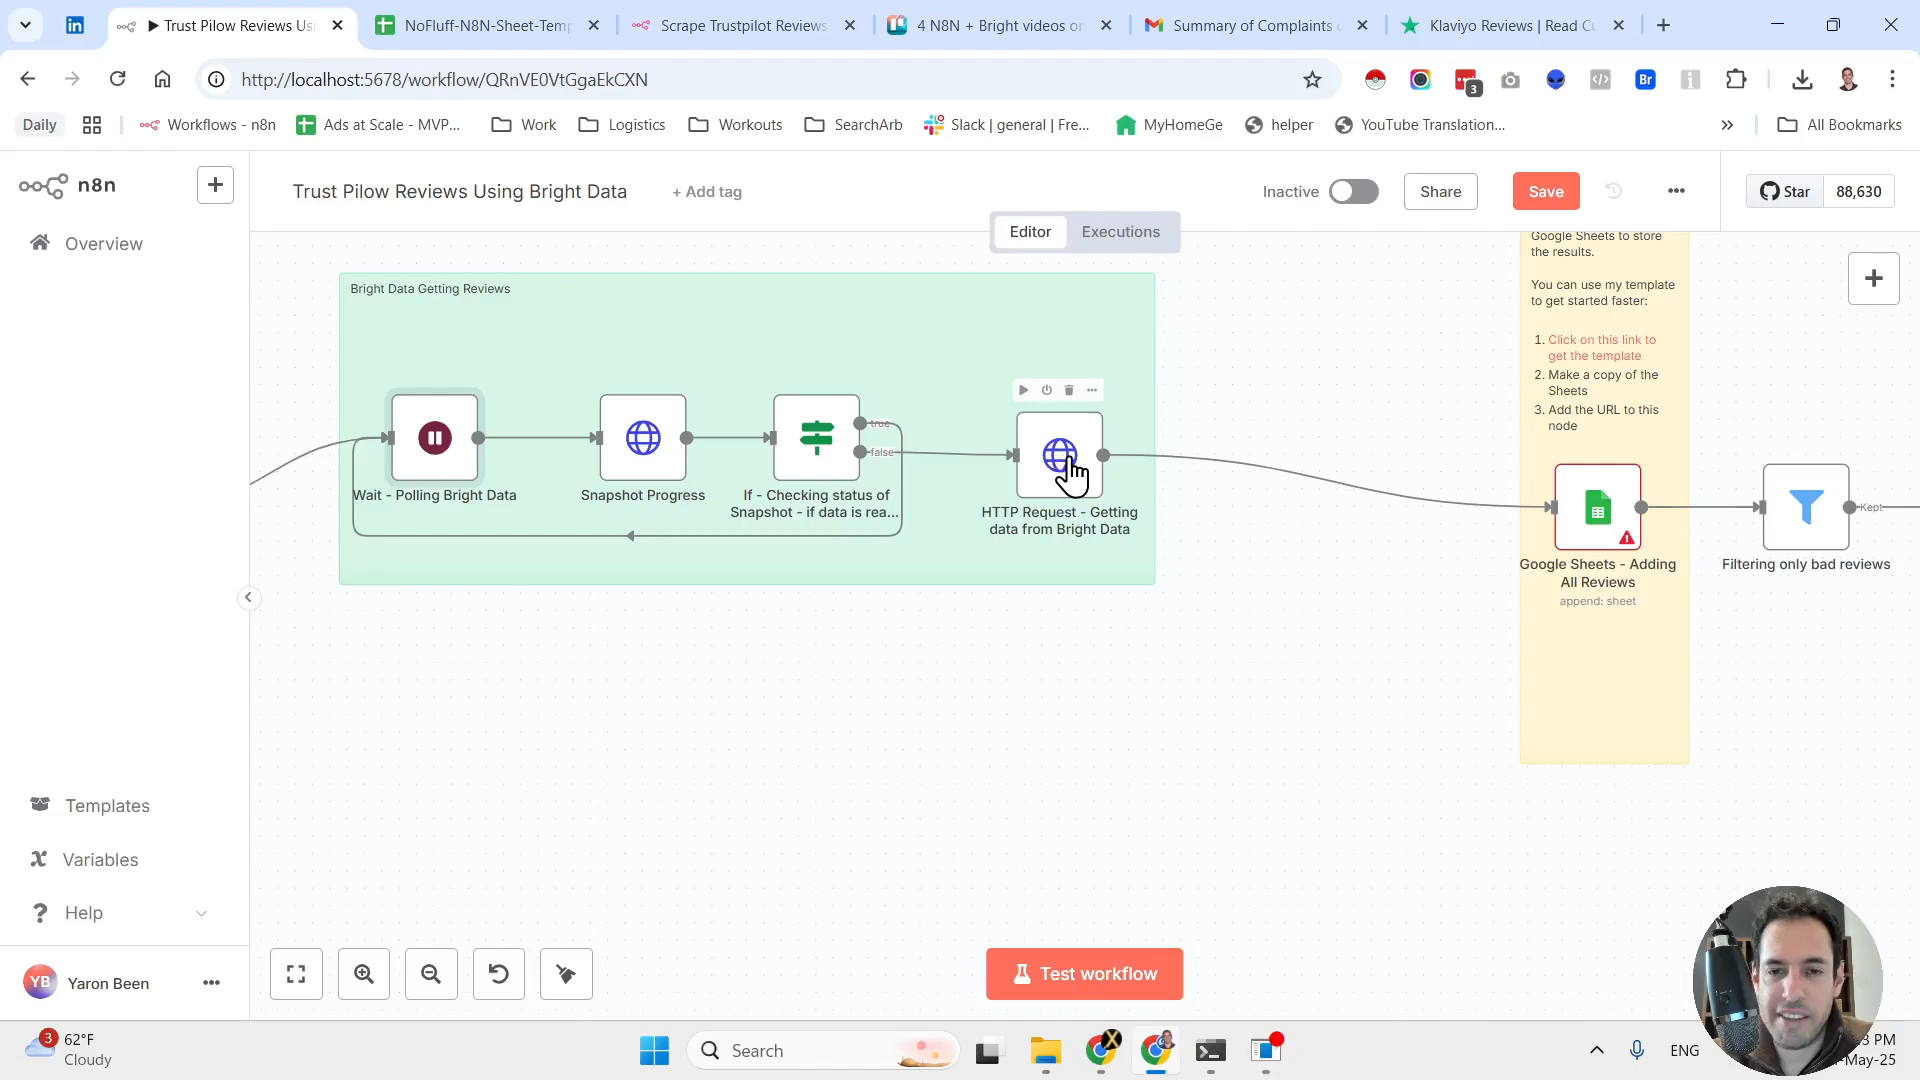 Trust Pilow Reviews Usi
NoFluff-N8N-Sheet-Temp
Scrape Trustpilot Reviews
4 N8N + Bright videos on
Summary of Complaints
Klaviyo Reviews | Read Cu
http://localhost:5678/workflow/QRnVE0VtGgaEkCXN
3
Br
Daily
Workflows - n8n
Ads at Scale - MVP...
Work
Logistics
Workouts
SearchArb
Slack | general | Fre...
MyHomeGe
helper
YouTube Translation...
All Bookmarks
n8n
Trust Pilow Reviews Using Bright Data
+ Add tag
Inactive
Share
Save
Star
88,630
Editor
Executions
Overview
Google Sheets to store
the results.
You can use my template
to get started faster:
1. Click on this link to
get the template
2. Make a copy of the
Sheets
3. Add the URL to this
node
Bright Data Getting Reviews
true
false
Wait - Polling Bright Data
Snapshot Progress
If - Checking status of
Snapshot - if data is rea...
HTTP Request - Getting
data from Bright Data
Kept
Google Sheets - Adding
All Reviews
append: sheet
Filtering only bad reviews
Templates
Variables
Help
Test workflow
YB
Yaron Been
3
62°F
Cloudy
Search
X
ENG
3 PM
-May-25